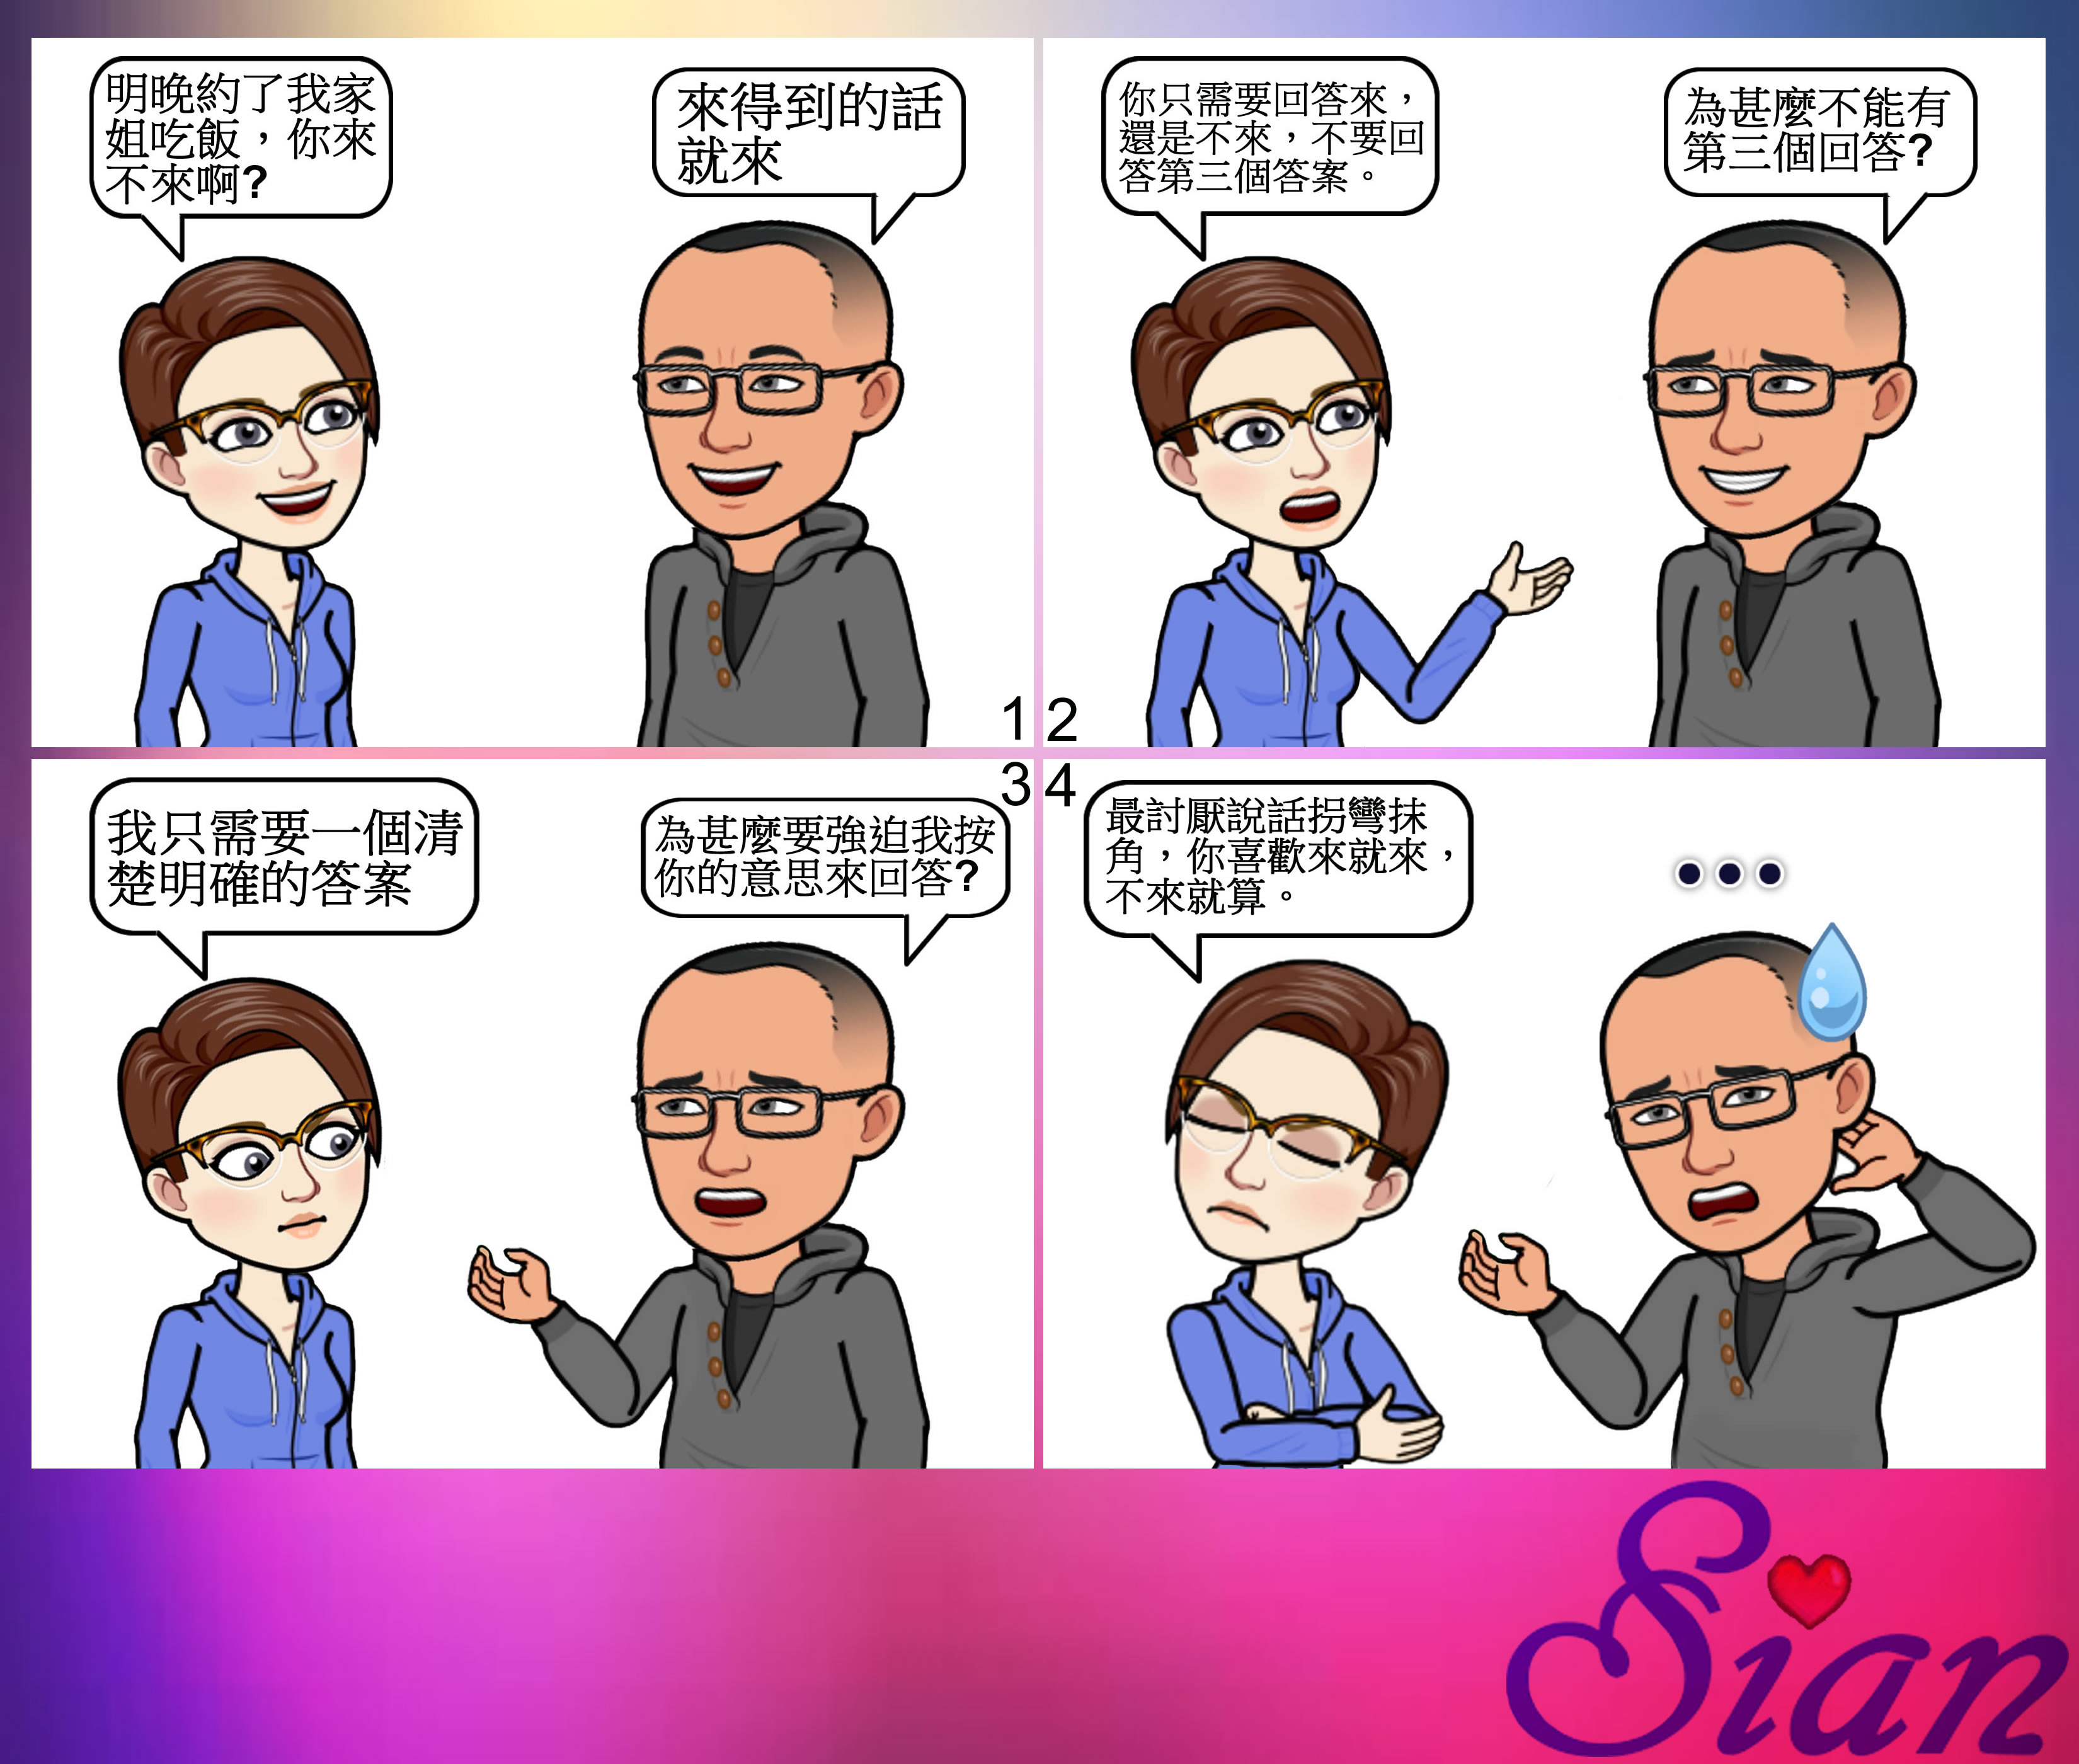 明晚約了我家
姐吃飯，你來
不來啊?
來得到的話
就來
1
你只需要回答來，
還是不來，不要回
答第三個答案。
為甚麼不能有
第三個回答?
2
我只需要一個清
楚明確的答案
為甚麼要強迫我按
你的意思來回答?
3
最討厭說話拐彎抹
角，你喜歡來就來，
不來就算。
4
Sian